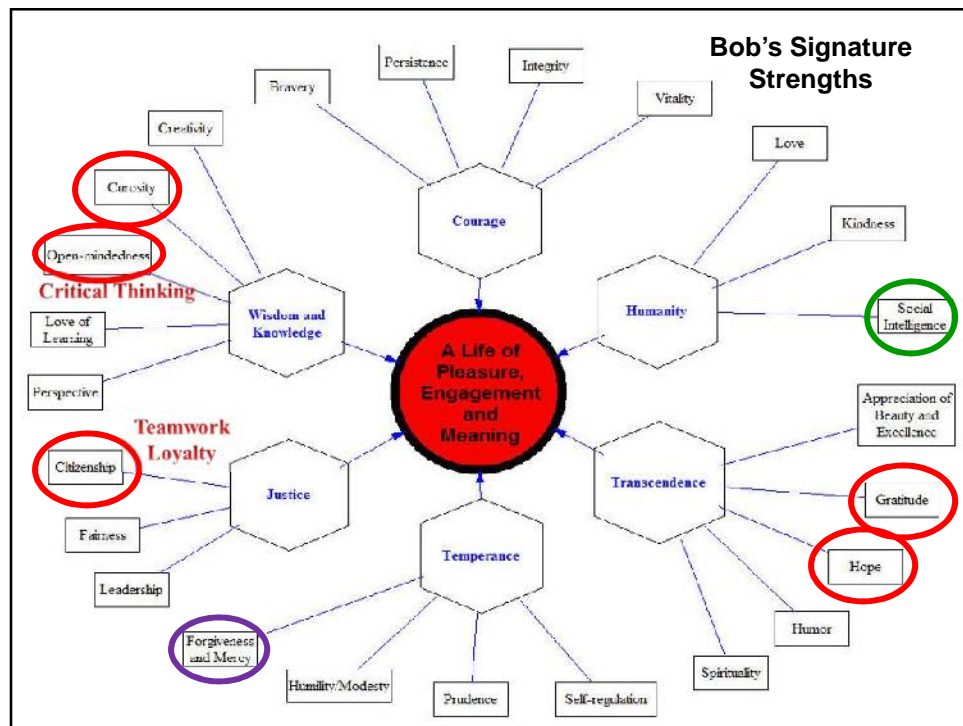 Bob's Signature
Strengths
Persistence
Integrity
Bravery
Vitality
Creativity
Love
Curosity
Kindness
Courage
Open-mindedness
Critical Thinking
Wisdom and
Knowledge
Humanity
Social
Intelligence
Love of
Learning
A Life of
Pleasure,
Engagement
and
Meaning
Perspective
Appreciation of
Beauty and
Excellence
Teamwork
Loyalty
Citizenship
Justice
Transcendence
Gratitude
Fairness
Temperance
Hope
Leadership
Forgiveness
and Mercy
Humor
Humility/Modesty
Spirituality
Prudence
Self-regulation